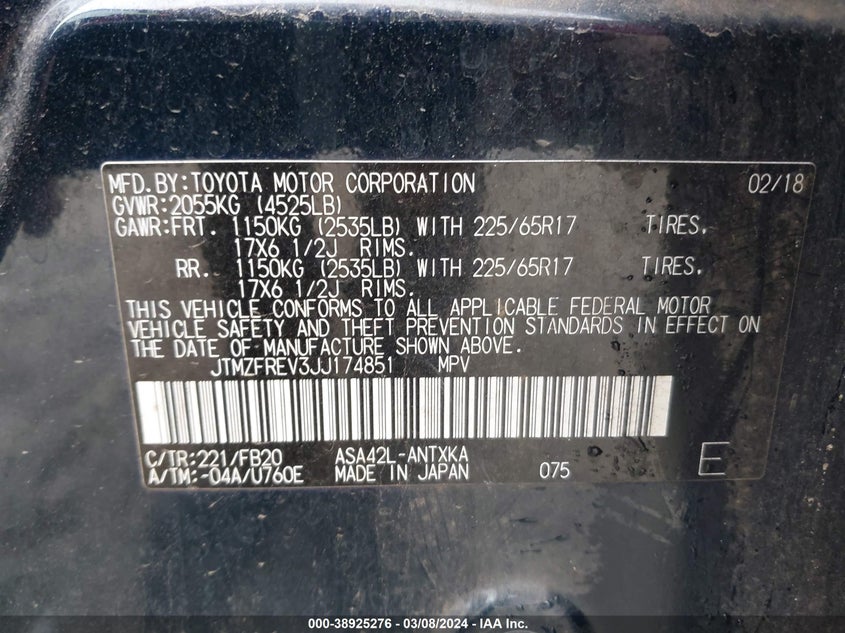 MFD.BY:TOYOTA MOTOR CORPORATION 02/18
GVWR:2055KG (4525LB)
GAWR:FRT. 1150KG (2535LB) WITH 225/65R17 TIRES,
17X6 1/2J RIMS.
RR. 1150KG (2535LB) WITH 225/65R17 TIRES,
17X6 1/2J RIMS.
THIS VEHICLE CONFORMS TO ALL APPLICABLE FEDERAL MOTOR
VEHICLE SAFETY AND THEFT PREVENTION STANDARDS IN EFFECT ON
THE DATE OF MANUFACTURE SHOWN ABOVE.
JTMZFREV3JJ174851 MPV
C/TR:221/FB20 ASA42L-ANTXKA E
A/TM:-04A/U760E MADE IN JAPAN 075
000-38925276 - 03/08/2024 - IAA Inc.